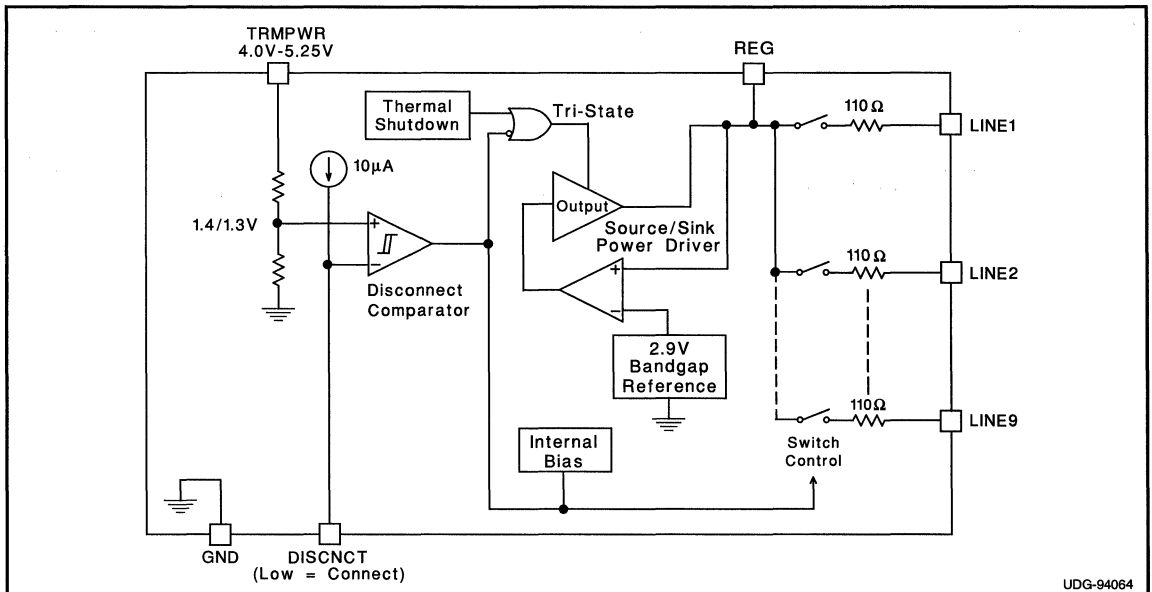 TRMPWR
4.0V-5.25V
REG
Thermal
Shutdown
Tri-State
110Ω
LINE1
10µA
1.4/1.3V
+
−
Output
Source/Sink
Power Driver
Disconnect
Comparator
+
−
110Ω
LINE2
2.9V
Bandgap
Reference
110Ω
LINE9
Switch
Control
Internal
Bias
GND
DISCNCT
(Low = Connect)
UDG-94064